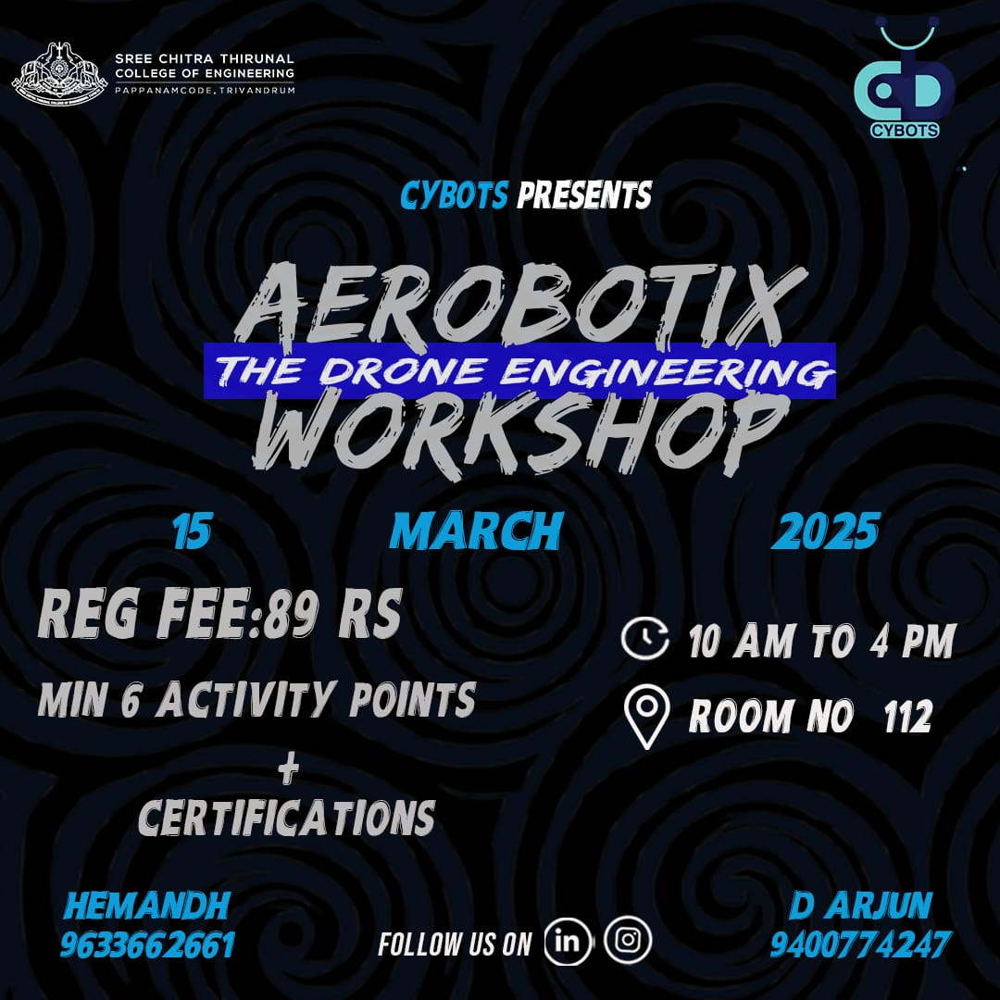 SREE CHITRA THIRUNAL
COLLEGE OF ENGINEERING
PAPPANAMCODE, TRIVANDRUM
CYBOTS
CYBOTS PRESENTS
AEROBOTIX
THE DRONE ENGINEERING
WORKSHOP
15 MARCH 2025
REG FEE:89 RS
MIN 6 ACTIVITY POINTS
+
CERTIFICATIONS
10 AM TO 4 PM
ROOM NO 112
HEMANDH
9633662661
FOLLOW US ON in
D ARJUN
9400774247